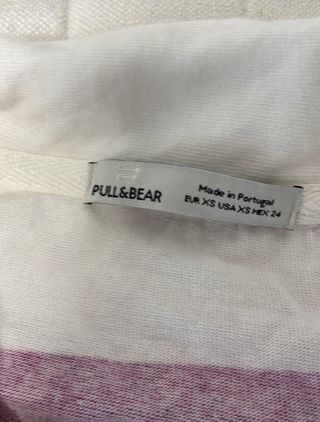 PULL&BEAR
Made in Portugal
EUR XS USA XS MEX 24